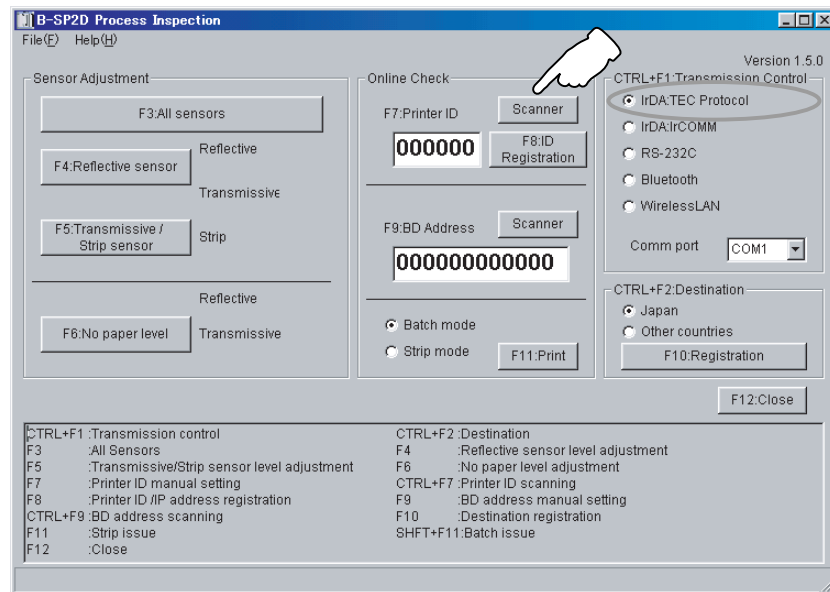 B-SP2D Process Inspection
File(F) Help(H)
Version 1.5.0
Sensor Adjustment
F3:All sensors
F4:Reflective sensor
Reflective
Transmissive
F5:Transmissive /
Strip sensor
Strip
Reflective
F6:No paper level
Transmissive
Online Check
F7:Printer ID
Scanner
000000
F8:ID
Registration
F9:BD Address
Scanner
000000000000
Batch mode
Strip mode
F11:Print
CTRL+F1:Transmission Control
IrDA:TEC Protocol
IrDA:IrCOMM
RS-232C
Bluetooth
WirelessLAN
Comm port
COM1
CTRL+F2:Destination
Japan
Other countries
F10:Registration
F12:Close
CTRL+F1 :Transmission control CTRL+F2 :Destination
F3 :All Sensors F4 :Reflective sensor level adjustment
F5 :Transmissive/Strip sensor level adjustment F6 :No paper level adjustment
F7 :Printer ID manual setting CTRL+F7 :Printer ID scanning
F8 :Printer ID /IP address registration F9 :BD address manual setting
CTRL+F9 :BD address scanning F10 :Destination registration
F11 :Strip issue SHFT+F11:Batch issue
F12 :Close